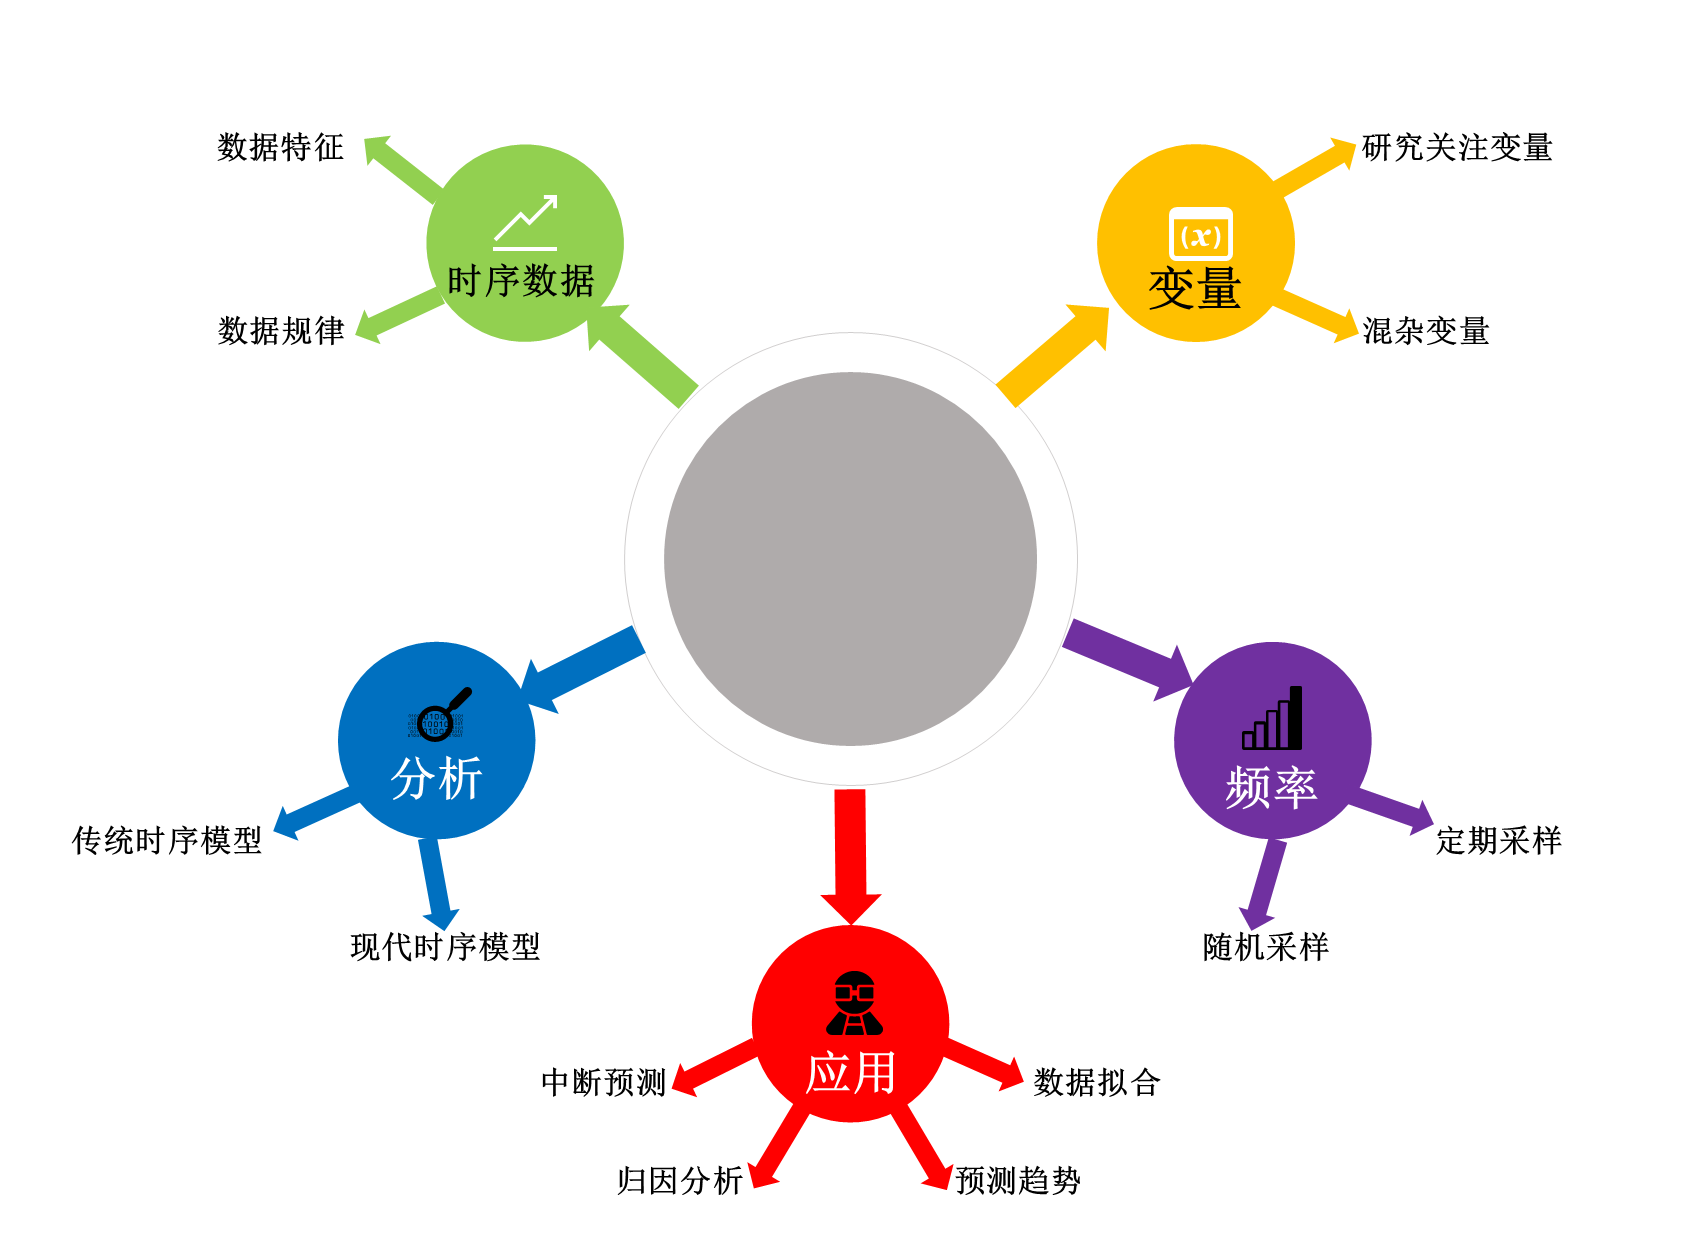 数据特征
研究关注变量
时序数据
(x)
变量
数据规律
混杂变量
分析
频率
传统时序模型
定期采样
现代时序模型
随机采样
应用
中断预测
数据拟合
归因分析
预测趋势